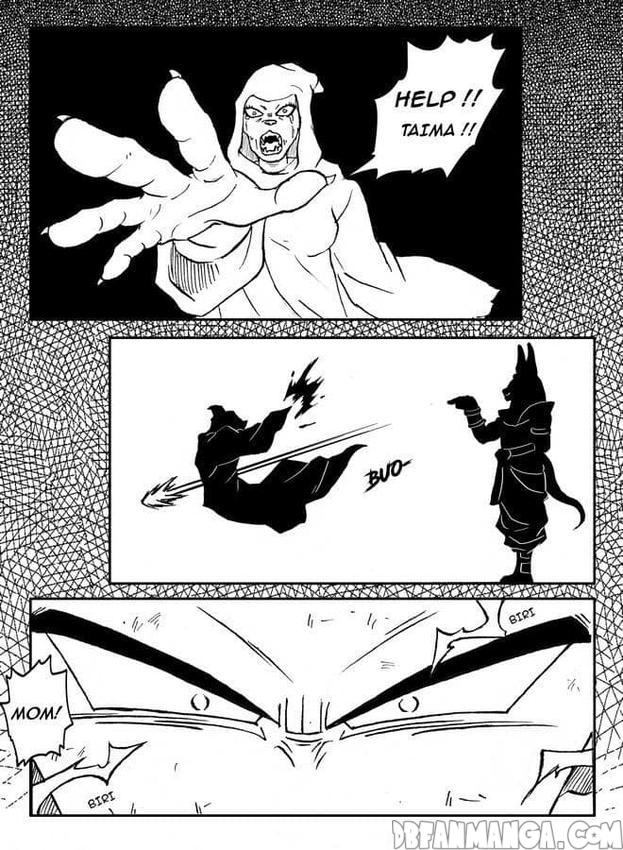 HELP !!
TAIMA !!
BUO-
BIRI
MOM!
BIRI
DBFANMANGA.COM